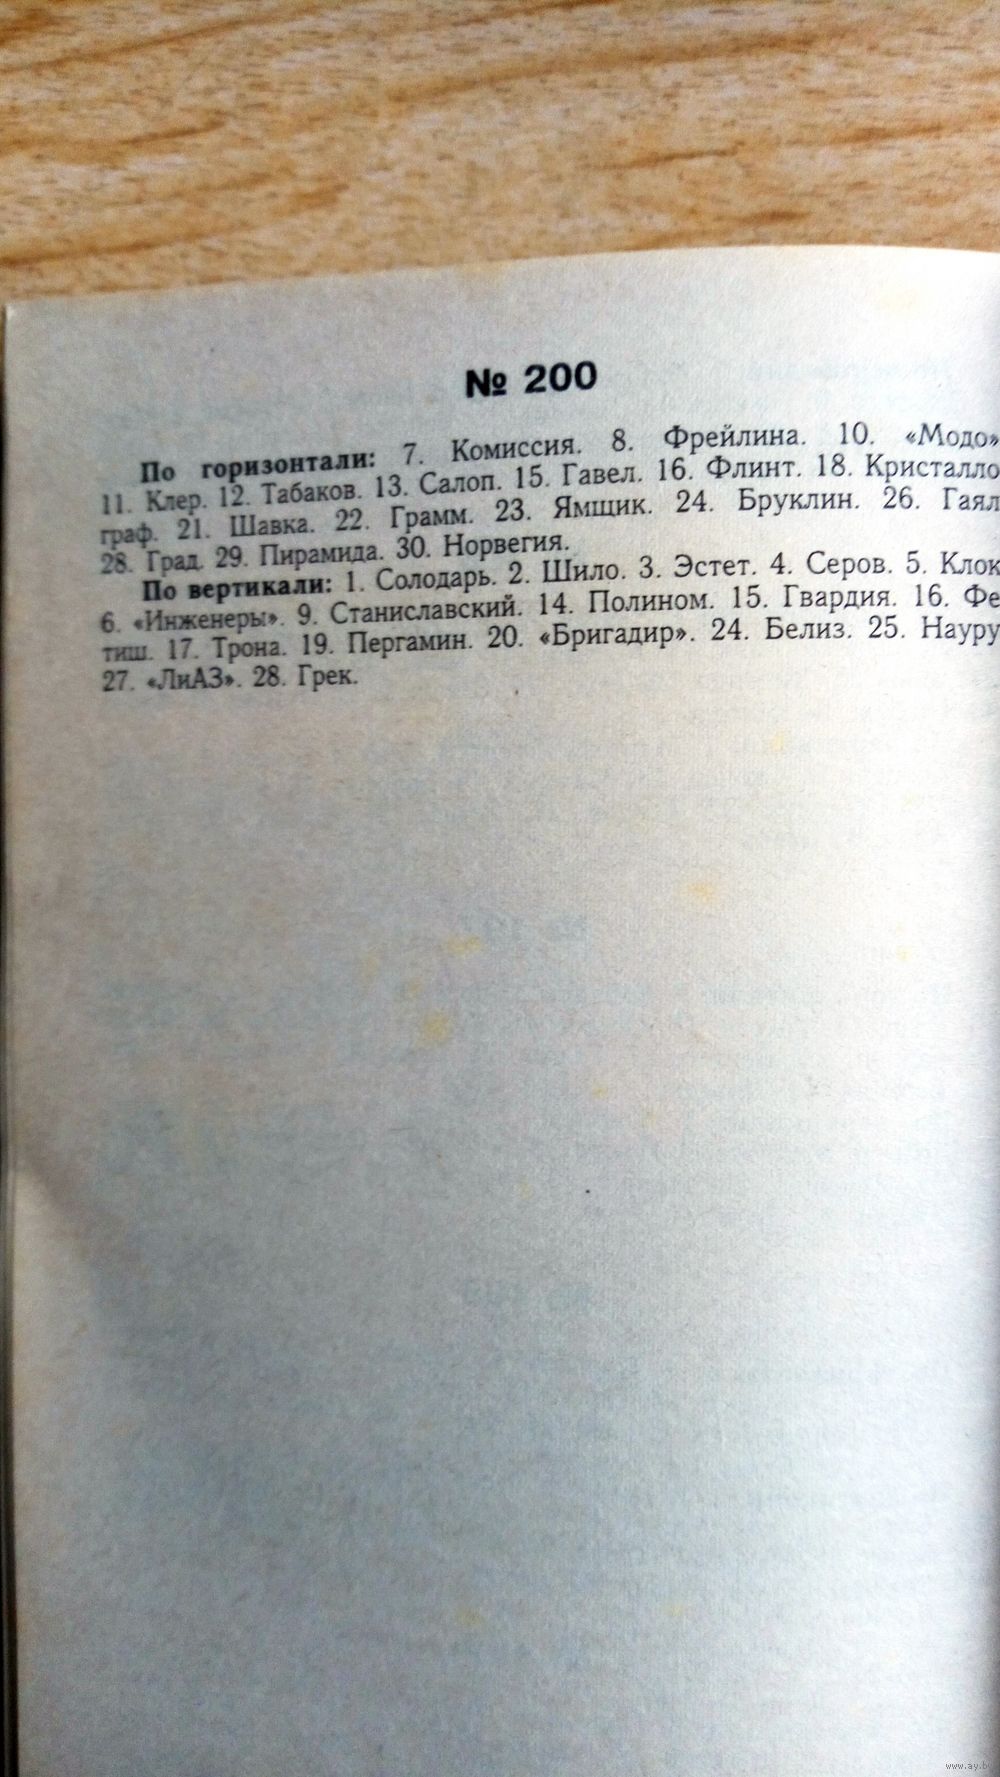 № 200
По горизонтали: 7. Комиссия. 8. Фрейлина. 10. «Модо»
11. Клер. 12. Табаков. 13. Салоп. 15. Гавел. 16. Флинт. 18. Кристалло
граф. 21. Шавка. 22. Грамм. 23. Ямщик. 24. Бруклин. 26. Гаял
28. Град. 29. Пирамида. 30. Норвегия.
По вертикали: 1. Солодарь. 2. Шило. 3. Эстет. 4. Серов. 5. Клок
6. «Инженеры». 9. Станиславский. 14. Полином. 15. Гвардия. 16. Фе
тиш. 17. Трона. 19. Пергамин. 20. «Бригадир». 24. Белиз. 25. Науру
27. «ЛиАЗ». 28. Грек.